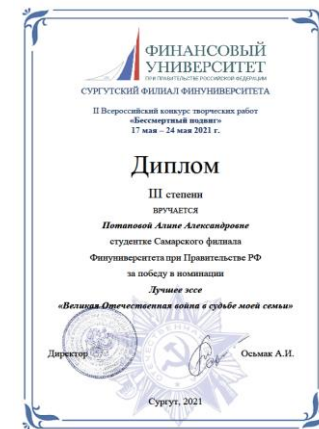 ФИНАНСОВЫЙ
УНИВЕРСИТЕТ
ПРИ ПРАВИТЕЛЬСТВЕ РОССИЙСКОЙ ФЕДЕРАЦИИ
СУРГУТСКИЙ ФИЛИАЛ ФИНУНИВЕРСИТЕТА
II Всероссийский конкурс творческих работ
«Бессмертный подвиг»
17 мая – 24 мая 2021 г.
Диплом
III степени
ВРУЧАЕТСЯ
Потаповой Алине Александровне
студентке Самарского филиала
Финуниверситета при Правительстве РФ
за победу в номинации
Лучшее эссе
«Великая Отечественная война в судьбе моей семьи»
Директор
Осьмак А.И.
Сургут, 2021